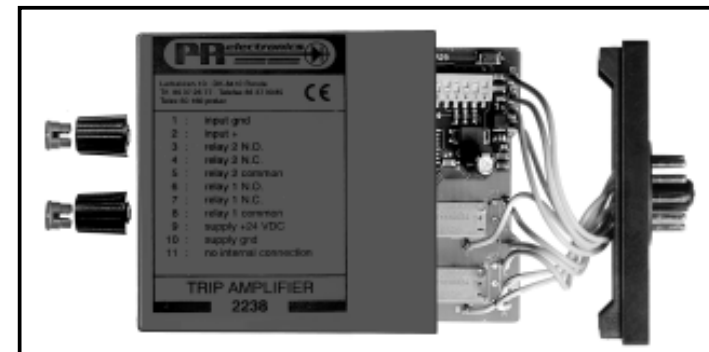 PR electronics
CE
1 : input gnd
2 : input +
3 : relay 2 N.O.
4 : relay 2 N.C.
5 : relay 2 common
6 : relay 1 N.O.
7 : relay 1 N.C.
8 : relay 1 common
9 : supply +24 VDC
10 : supply gnd
11 : no internal connection
TRIP AMPLIFIER
2238